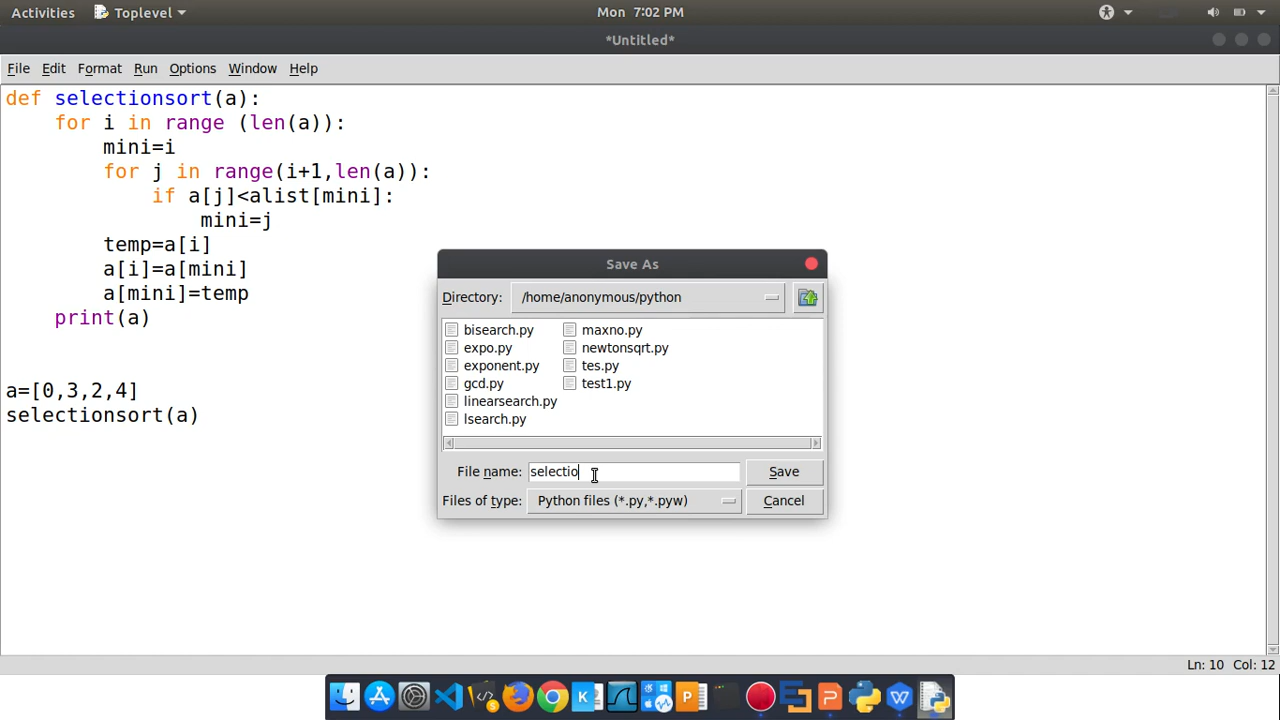 Activities Toplevel Mon 7:02 PM
*Untitled*
File Edit Format Run Options Window Help
def selectionsort(a):
    for i in range (len(a)):
        mini=i
        for j in range(i+1,len(a)):
            if a[j]<alist[mini]:
                mini=j
        temp=a[i]
        a[i]=a[mini]
        a[mini]=temp
    print(a)
a=[0,3,2,4]
selectionsort(a)
Save As
Directory: /home/anonymous/python
bisearch.py maxno.py
expo.py newtonsqrt.py
exponent.py tes.py
gcd.py test1.py
linearsearch.py
lsearch.py
File name: selectio Save
Files of type: Python files (*.py,*.pyw) Cancel
Ln: 10 Col: 12